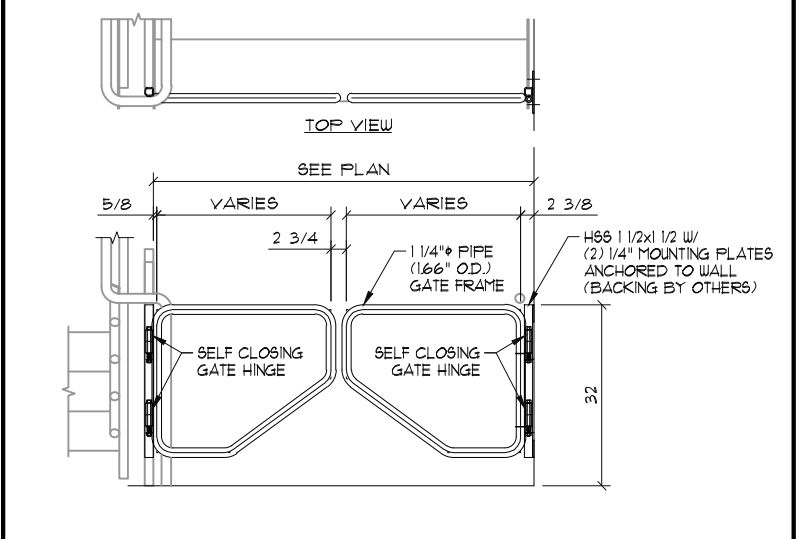 TOP VIEW
SEE PLAN
5/8
VARIES
VARIES
2 3/8
2 3/4
1 1/4"ϕ PIPE
(1.66" O.D.)
GATE FRAME
HSS 1 1/2x1 1/2 W/
(2) 1/4" MOUNTING PLATES
ANCHORED TO WALL
(BACKING BY OTHERS)
SELF CLOSING
GATE HINGE
SELF CLOSING
GATE HINGE
32